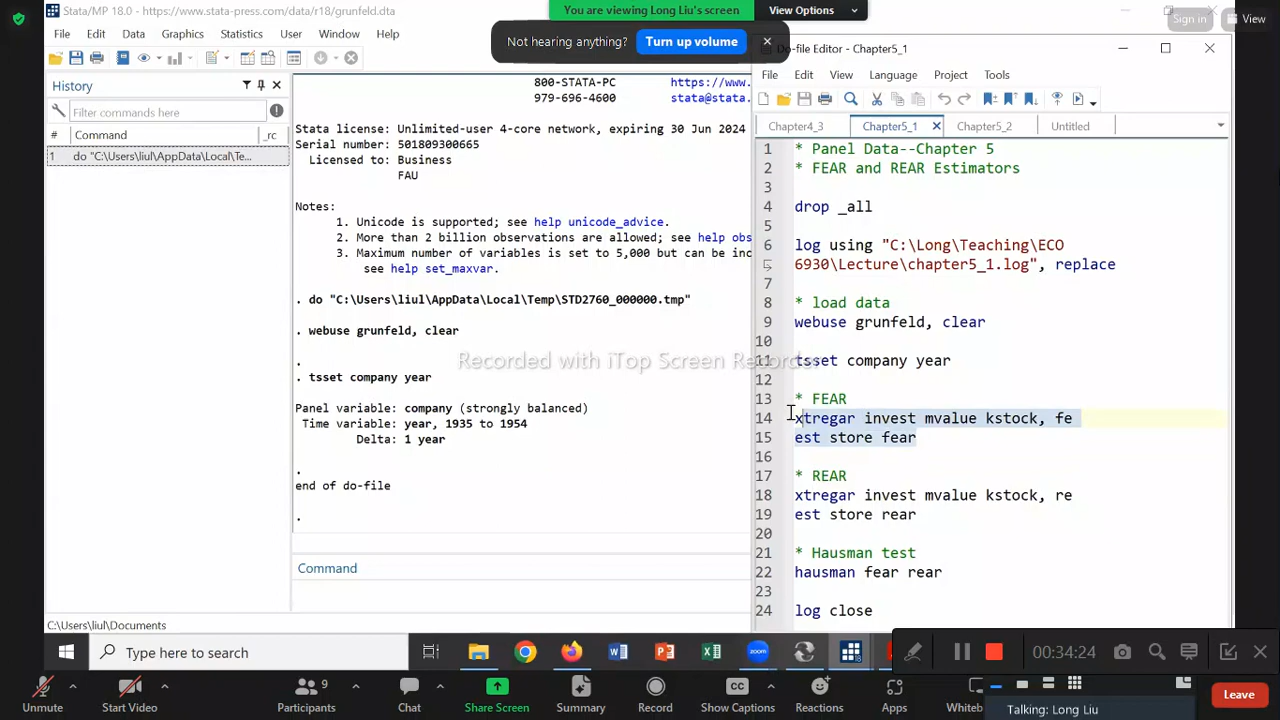 Stata/MP 18.0 - https://www.stata-press.com/data/r18/grunfeld.dta
You are viewing Long Liu's screen
View Options
Sign in
View
File Edit Data Graphics Statistics User Window Help
Not hearing anything?
Turn up volume
Do-file Editor - Chapter5_1
File Edit View Language Project Tools
History
Filter commands here
# Command _rc
1 do "C:\Users\liul\AppData\Local\Te...
800-STATA-PC https://www.
979-696-4600 stata@stata.
Stata license: Unlimited-user 4-core network, expiring 30 Jun 2024
Serial number: 501809300665
Licensed to: Business
FAU
Notes:
1. Unicode is supported; see help unicode_advice.
2. More than 2 billion observations are allowed; see help obs
3. Maximum number of variables is set to 5,000 but can be inc
see help set_maxvar.
. do "C:\Users\liul\AppData\Local\Temp\STD2760_000000.tmp"
. webuse grunfeld, clear
.
. tsset company year
Panel variable: company (strongly balanced)
Time variable: year, 1935 to 1954
Delta: 1 year
.
end of do-file
.
Command
C:\Users\liul\Documents
Chapter4_3 Chapter5_1 Chapter5_2 Untitled
1 * Panel Data--Chapter 5
2 * FEAR and REAR Estimators
3
4 drop _all
5
6 log using "C:\Long\Teaching\ECO
6930\Lecture\chapter5_1.log", replace
7
8 * load data
9 webuse grunfeld, clear
10
11 tsset company year
12
13 * FEAR
14 xtregar invest mvalue kstock, fe
15 est store fear
16
17 * REAR
18 xtregar invest mvalue kstock, re
19 est store rear
20
21 * Hausman test
22 hausman fear rear
23
24 log close
Recorded with iTop Screen Recorder
Type here to search
00:34:24
Unmute Start Video
9
Participants Chat Share Screen Summary Record Show Captions Reactions Apps Whiteb
Talking: Long Liu
Leave